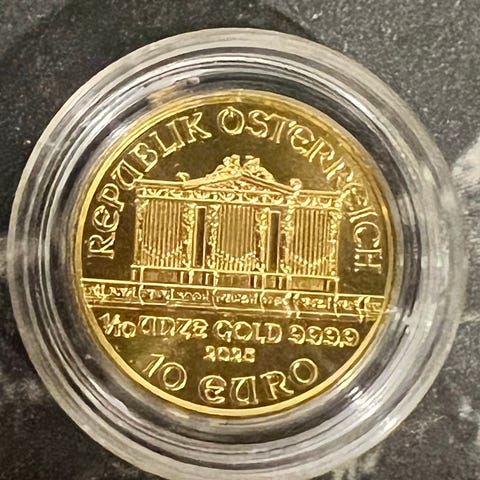 REPUBLIK ÖSTERREICH
1/10 UNZE GOLD 999.9
2025
10 EURO